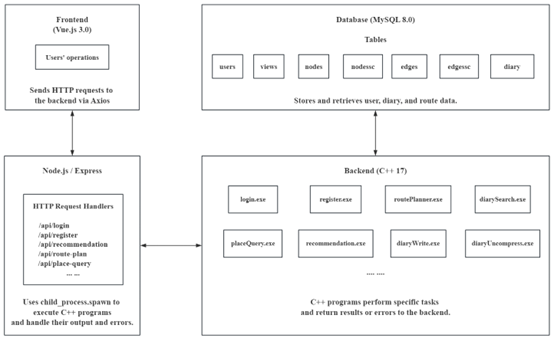 Frontend
(Vue.js 3.0)
Users' operations
Sends HTTP requests to
the backend via Axios
Database (MySQL 8.0)
Tables
users
views
nodes
nodessc
edges
edgessc
diary
Stores and retrieves user, diary, and route data.
Node.js / Express
HTTP Request Handlers
/api/login
/api/register
/api/recommendation
/api/route-plan
/api/place-query
... ...
Uses child_process.spawn to
execute C++ programs
and handle their output and errors.
Backend (C++ 17)
login.exe
register.exe
routePlanner.exe
diarySearch.exe
placeQuery.exe
recommendation.exe
diaryWrite.exe
diaryUncompress.exe
.... ....
C++ programs perform specific tasks
and return results or errors to the backend.